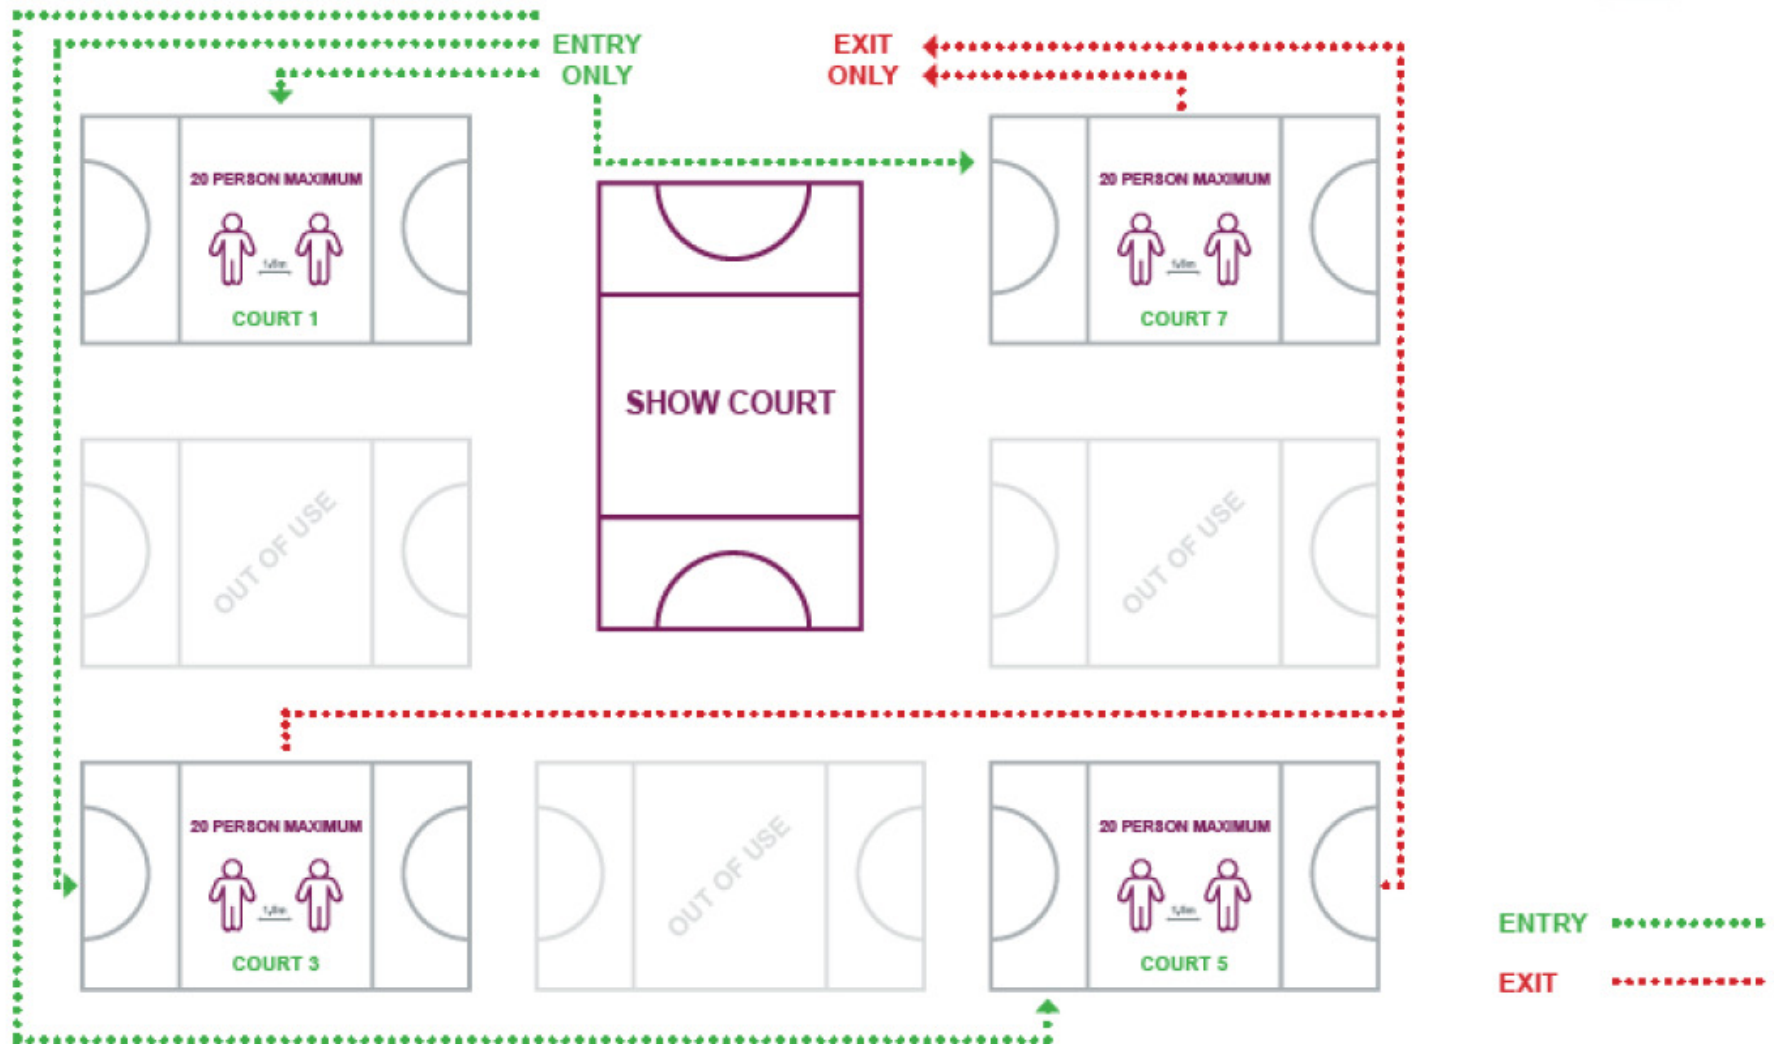 ENTRY
ONLY
EXIT
ONLY
20 PERSON MAXIMUM
COURT 1
20 PERSON MAXIMUM
COURT 7
SHOW COURT
OUT OF USE
OUT OF USE
20 PERSON MAXIMUM
COURT 3
OUT OF USE
20 PERSON MAXIMUM
COURT 5
ENTRY
EXIT